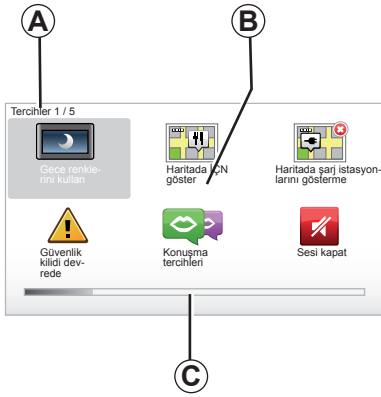 A
B
Tercihler 1 / 5
Gece renkle-
rini kullan
Haritada İÇN
göster
Haritada şarj istasyon-
larını gösterme
Güvenlik
kilidi dev-
rede
Konuşma
tercihleri
Sesi kapat
C